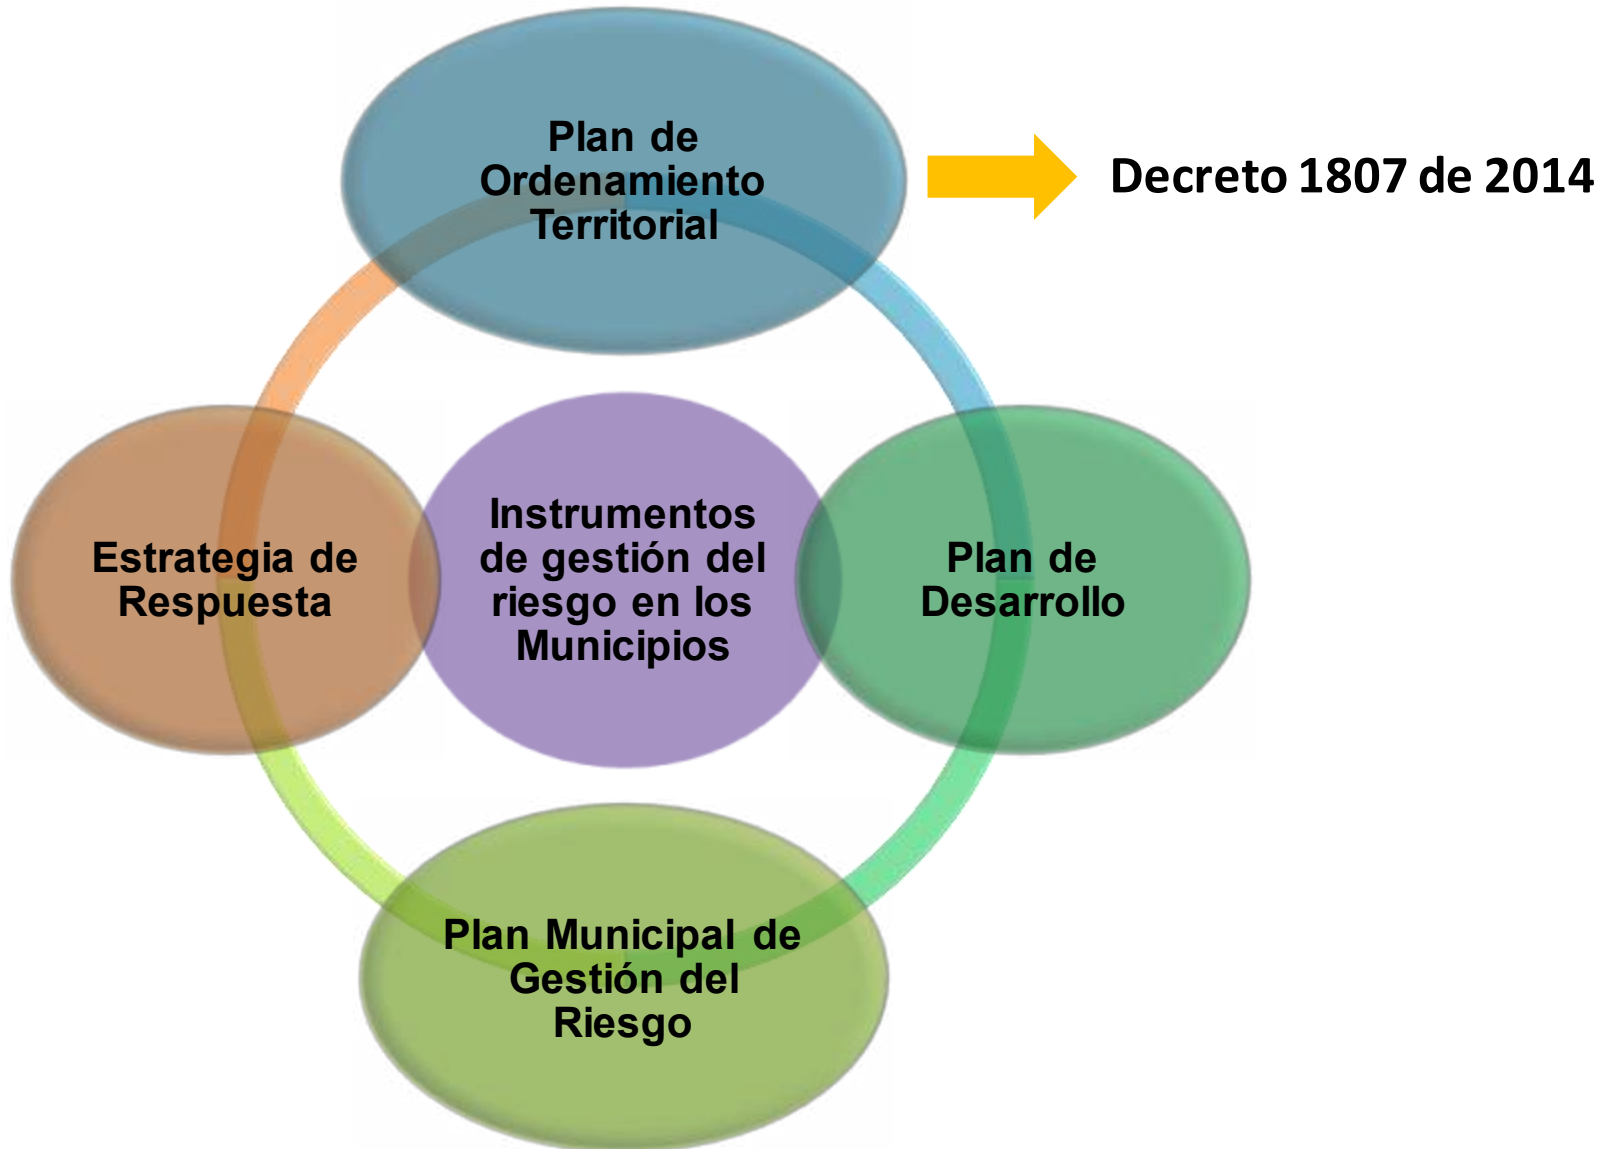 Plan de
Ordenamiento
Territorial
Decreto 1807 de 2014
Estrategia de
Respuesta
Instrumentos
de gestión del
riesgo en los
Municipios
Plan de
Desarrollo
Plan Municipal de
Gestión del
Riesgo